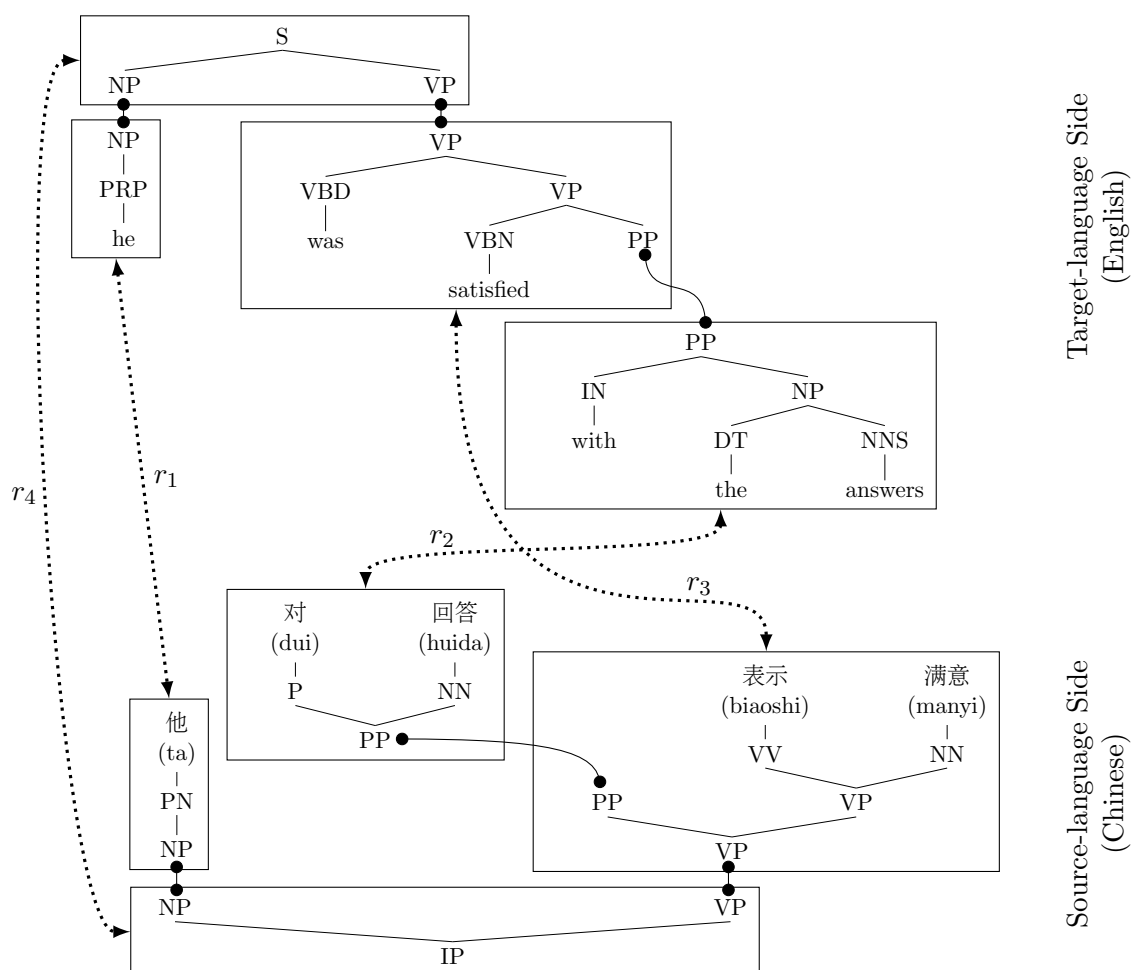 S
NP VP
NP
PRP
he
VP
VBD VP
was VBN PP
satisfied
PP
IN NP
with DT NNS
the answers
Target-language Side
(English)
r4
r1
r2
r3
对 回答
(dui) (huida)
P NN
PP
他
(ta)
PN
NP
表示 满意
(biaoshi) (manyi)
VV NN
PP VP
VP
NP VP
IP
Source-language Side
(Chinese)